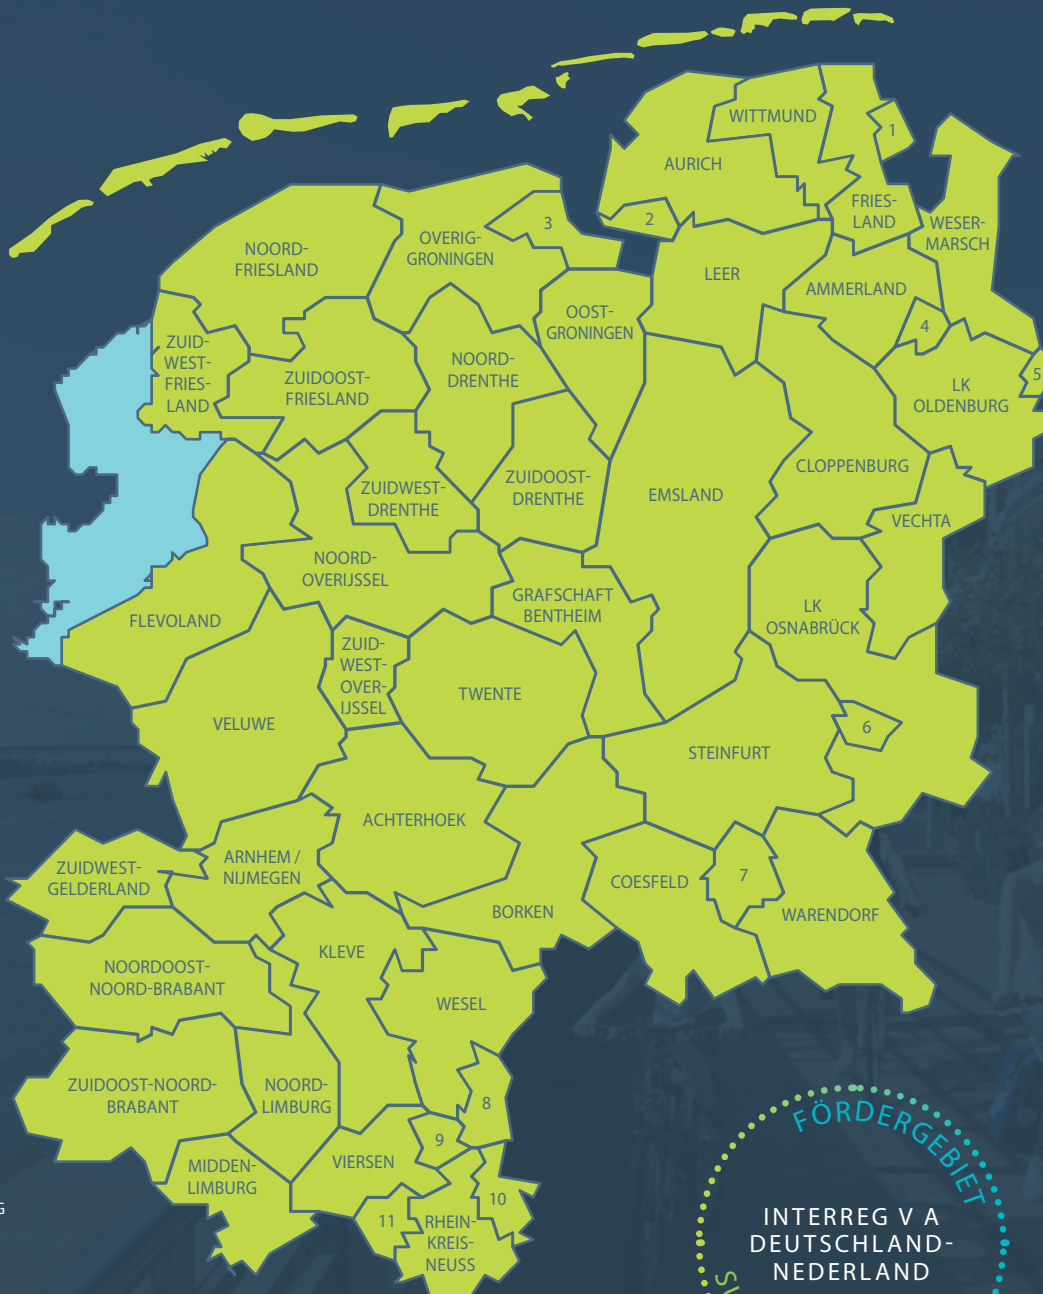 WITTMUND
1
AURICH
2
FRIES-
LAND
WESER-
MARSCH
3
OVERIG-
GRONINGEN
NOORD-
FRIESLAND
LEER
AMMERLAND
OOST-
GRONINGEN
4
ZUID-
WEST-
FRIES-
LAND
NOORD-
DRENTHE
ZUIDOOST-
FRIESLAND
5
LK
OLDENBURG
CLOPPENBURG
ZUIDWEST-
DRENTHE
ZUIDOOST-
DRENTHE
EMSLAND
VECHTA
NOORD-
OVERIJSSEL
GRAFSCHAFT
BENTHEIM
LK
OSNABRÜCK
FLEVOLAND
ZUID-
WEST-
OVER-
IJSSEL
TWENTE
VELUWE
6
STEINFURT
ACHTERHOEK
ARNHEM /
NIJMEGEN
ZUIDWEST-
GELDERLAND
COESFELD
7
WARENDORF
BORKEN
KLEVE
NOORDOOST-
NOORD-BRABANT
WESEL
ZUIDOOST-NOORD-
BRABANT
NOORD-
LIMBURG
8
9
VIERSEN
MIDDEN-
LIMBURG
10
11
RHEIN-
KREIS-
NEUSS
G
FÖRDERGEBIET
INTERREG V A
DEUTSCHLAND-
NEDERLAND